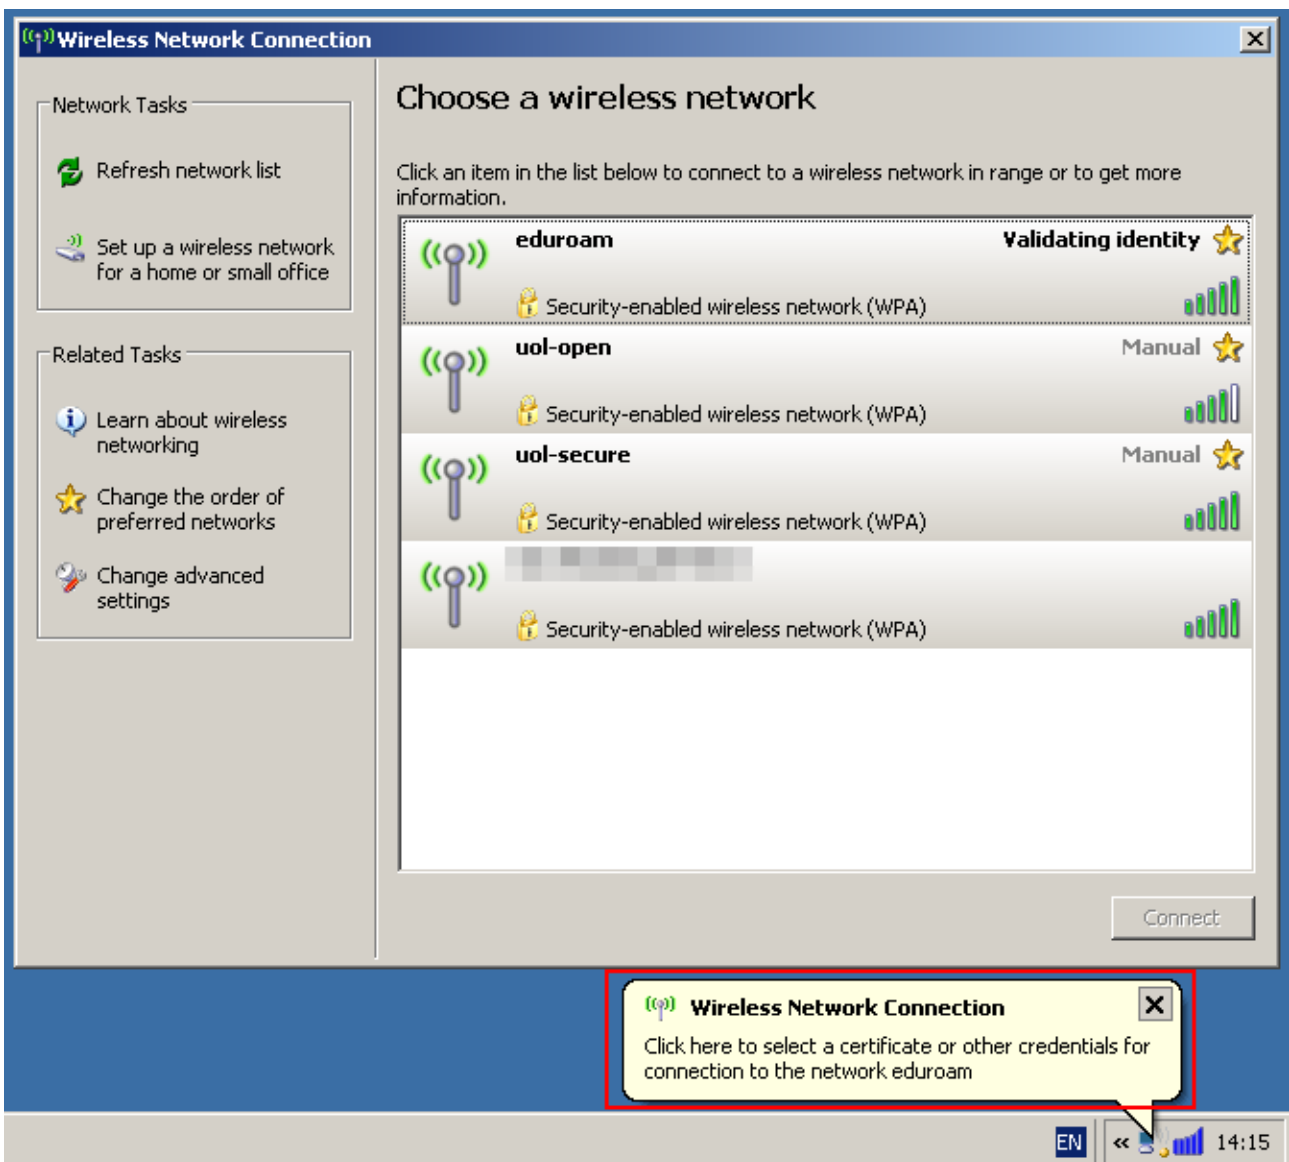 Wireless Network Connection
Network Tasks
Refresh network list
Set up a wireless network
for a home or small office
Related Tasks
Learn about wireless
networking
Change the order of
preferred networks
Change advanced
settings
Choose a wireless network
Click an item in the list below to connect to a wireless network in range or to get more
information.
eduroam Validating identity
Security-enabled wireless network (WPA)
uol-open Manual
Security-enabled wireless network (WPA)
uol-secure Manual
Security-enabled wireless network (WPA)
Security-enabled wireless network (WPA)
Connect
Wireless Network Connection
Click here to select a certificate or other credentials for
connection to the network eduroam
EN « 14:15